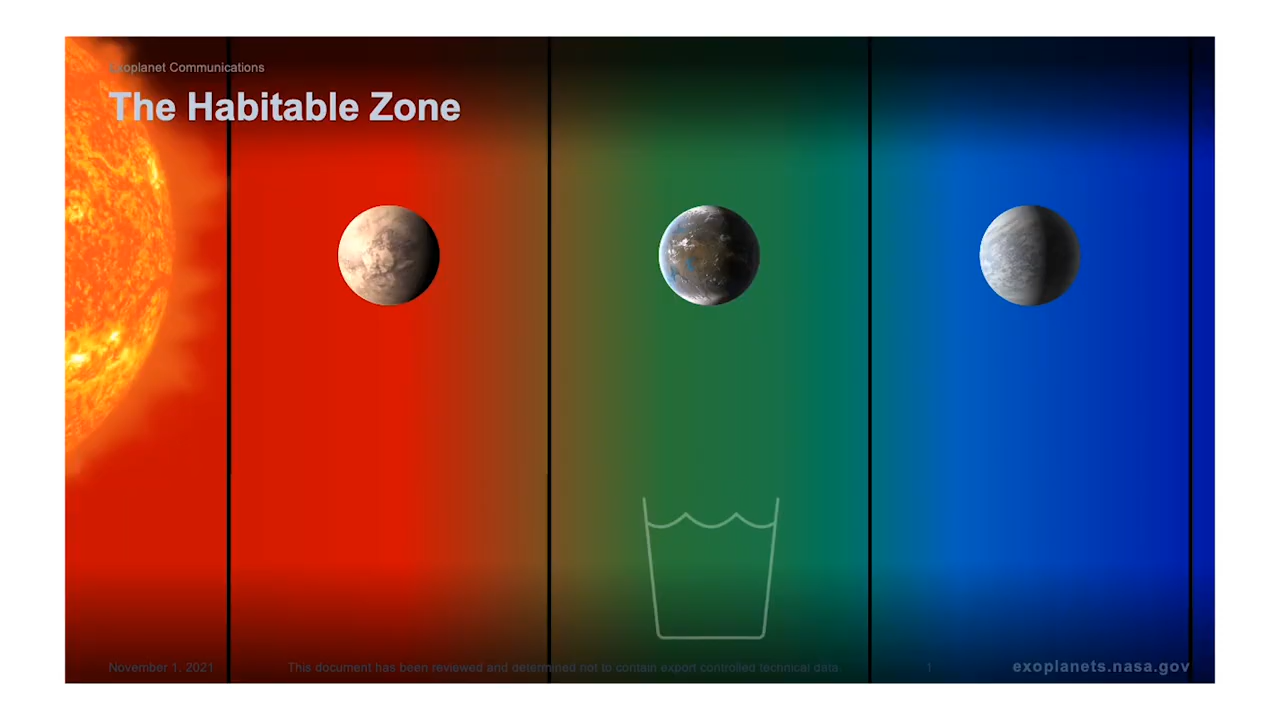 Exoplanet Communications
The Habitable Zone
November 1, 2021
This document has been reviewed and determined not to contain export controlled technical data.
1
exoplanets.nasa.gov